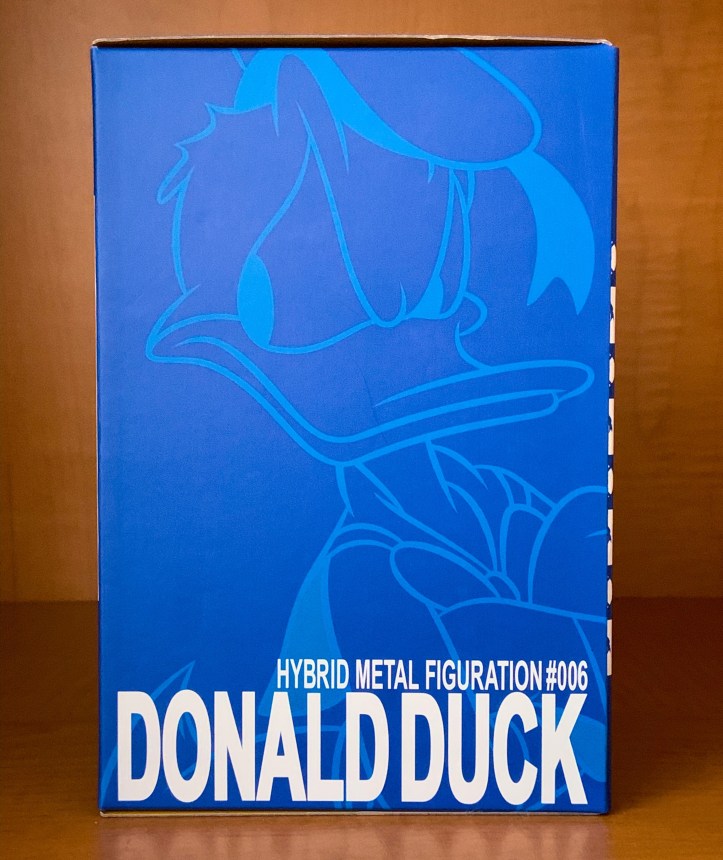 HYBRID METAL FIGURATION #006
DONALD DUCK